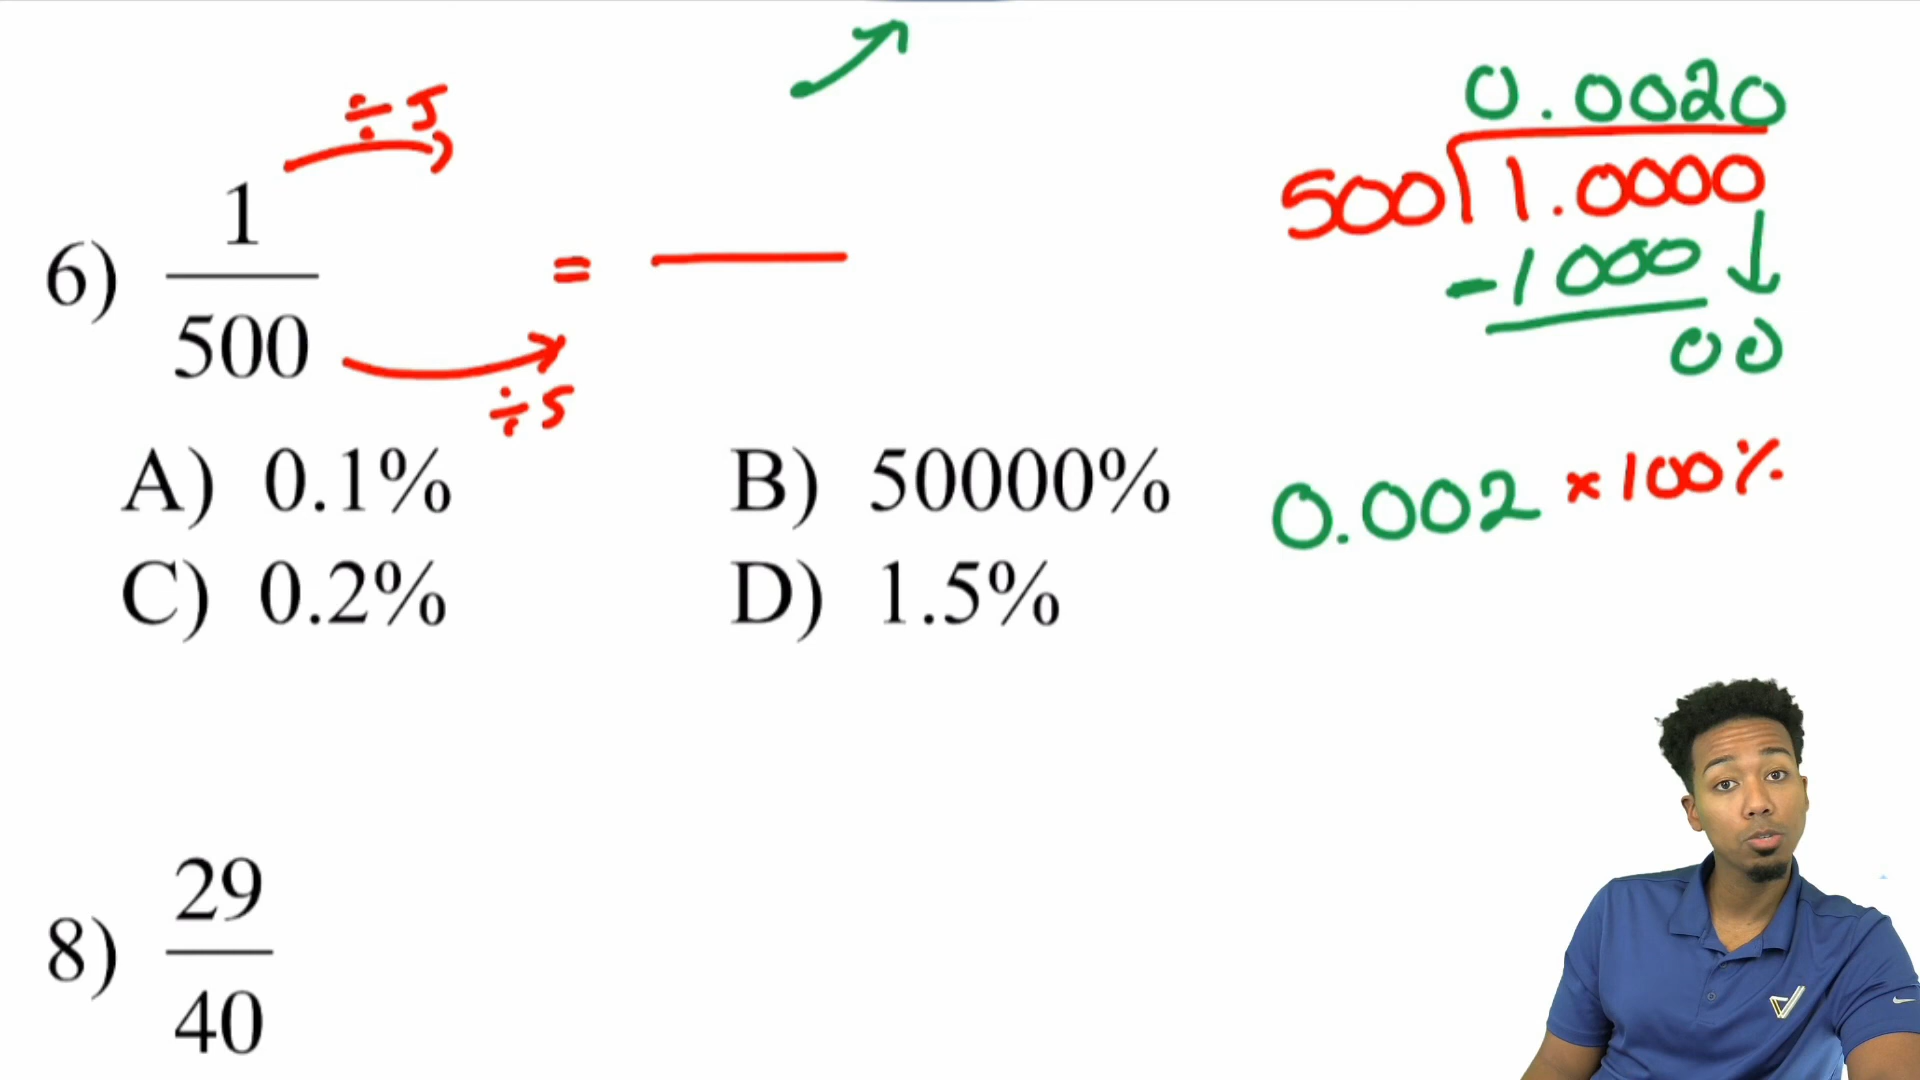 ÷5
6) 1/500 = ___
÷5
A) 0.1% B) 50000%
C) 0.2% D) 1.5%
0.0020
500 1.0000
-1000
00
0.002 × 100%
8) 29/40